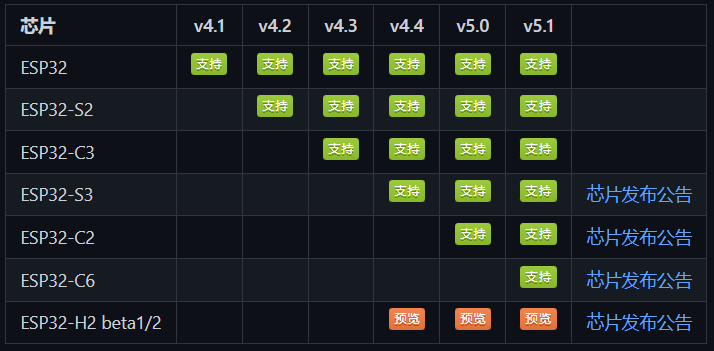 芯片 v4.1 v4.2 v4.3 v4.4 v5.0 v5.1
ESP32 支持 支持 支持 支持 支持 支持
ESP32-S2 支持 支持 支持 支持 支持
ESP32-C3 支持 支持 支持 支持
ESP32-S3 支持 支持 支持 芯片发布公告
ESP32-C2 支持 支持 芯片发布公告
ESP32-C6 支持 芯片发布公告
ESP32-H2 beta1/2 预览 预览 预览 芯片发布公告